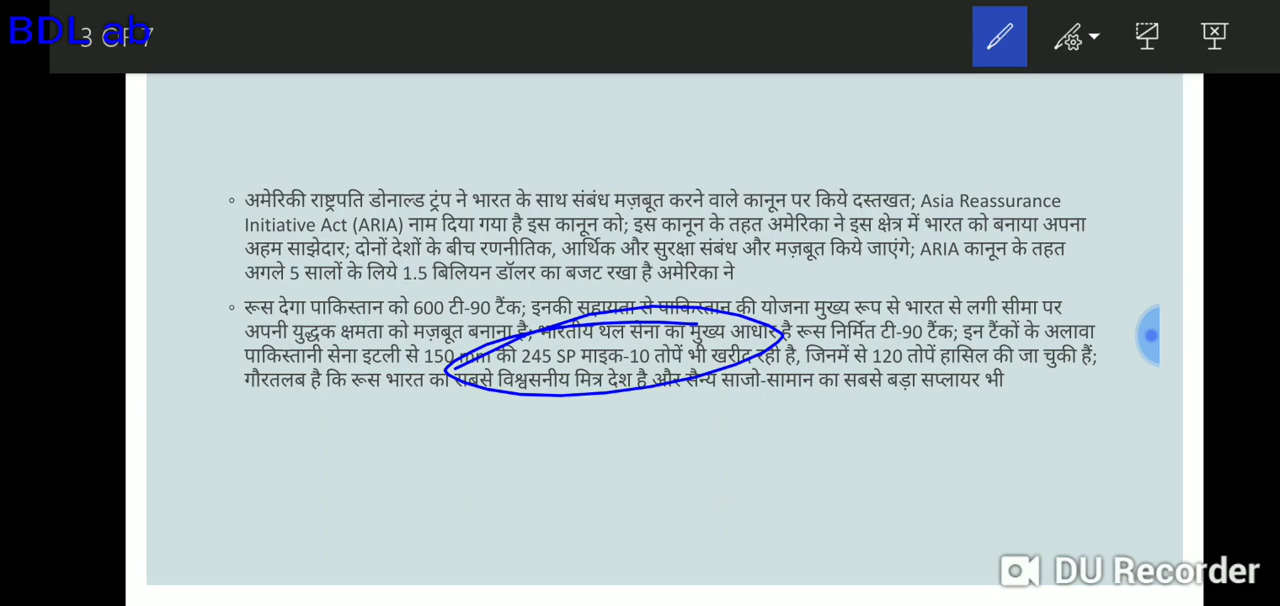 BDL ab
3 OF 7
◦ अमेरिकी राष्ट्रपति डोनाल्ड ट्रंप ने भारत के साथ संबंध मज़बूत करने वाले कानून पर किये दस्तखत; Asia Reassurance
Initiative Act (ARIA) नाम दिया गया है इस कानून को; इस कानून के तहत अमेरिका ने इस क्षेत्र में भारत को बनाया अपना
अहम साझेदार; दोनों देशों के बीच रणनीतिक, आर्थिक और सुरक्षा संबंध और मज़बूत किये जाएंगे; ARIA कानून के तहत
अगले 5 सालों के लिये 1.5 बिलियन डॉलर का बजट रखा है अमेरिका ने
◦ रूस देगा पाकिस्तान को 600 टी-90 टैंक; इनकी सहायता से पाकिस्तान की योजना मुख्य रूप से भारत से लगी सीमा पर
अपनी युद्धक क्षमता को मज़बूत बनाना है; भारतीय थल सेना का मुख्य आधार है रूस निर्मित टी-90 टैंक; इन टैंकों के अलावा
पाकिस्तानी सेना इटली से 150 mm की 245 SP माइक-10 तोपें भी खरीद रही है, जिनमें से 120 तोपें हासिल की जा चुकी हैं;
गौरतलब है कि रूस भारत का सबसे विश्वसनीय मित्र देश है और सैन्य साजो-सामान का सबसे बड़ा सप्लायर भी
DU Recorder